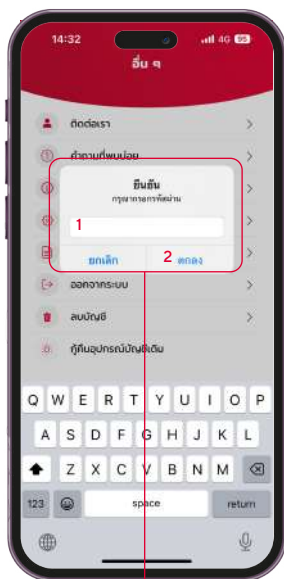 14:32 4G 95
อื่น ๆ
ติดต่อเรา
คำถามที่พบบ่อย
ยืนยัน
กรุณากรอกรหัสผ่าน
1
ยกเลิก 2 ตกลง
ออกจากระบบ
ลบบัญชี
กู้คืนอุปกรณ์บัญชีเดิม
Q W E R T Y U I O P
A S D F G H J K L
Z X C V B N M
123 space return